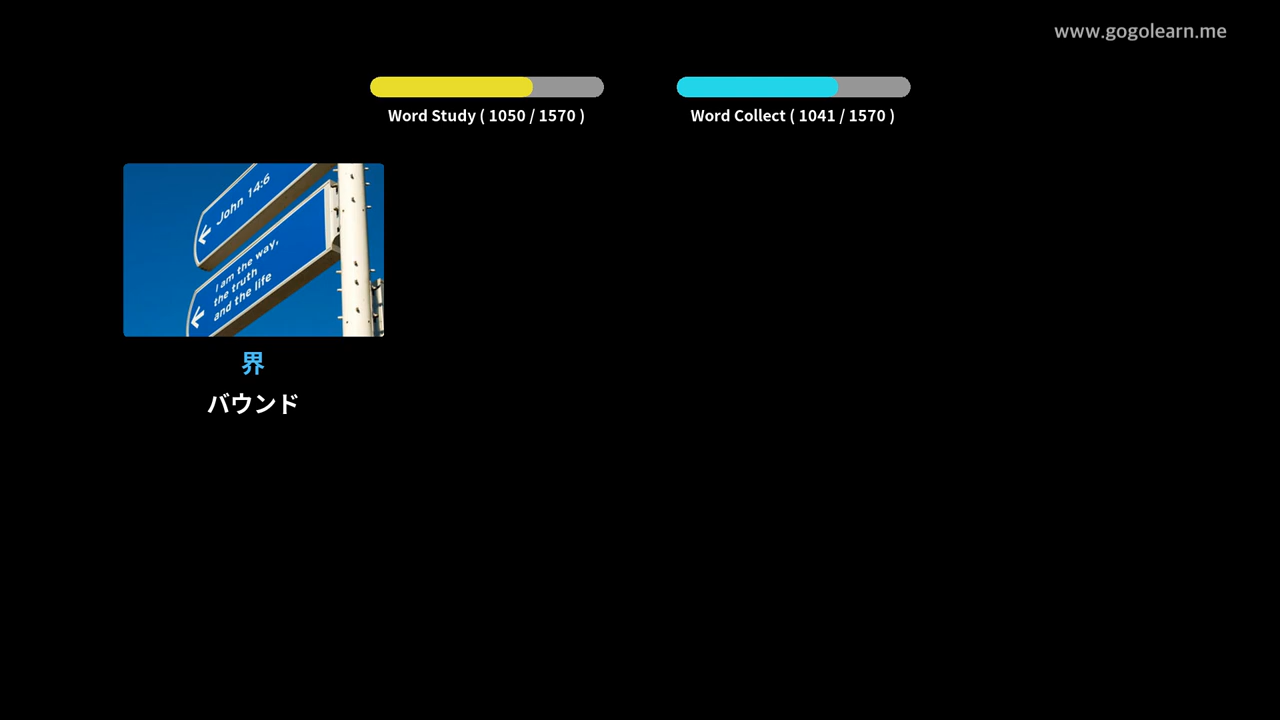 www.gogolearn.me
Word Study ( 1050 / 1570 )
Word Collect ( 1041 / 1570 )
John 14:6
I am the way,
the truth
and the life
界
バウンド